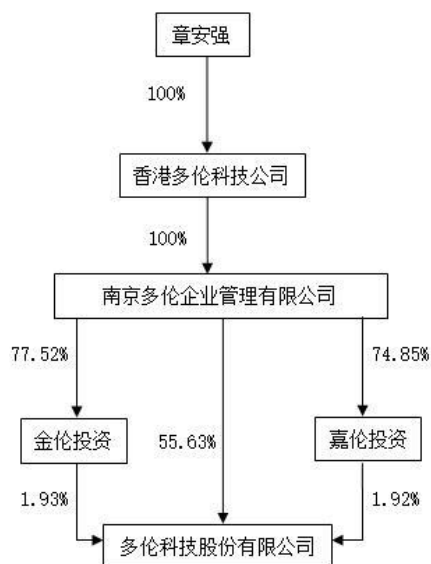 章安强
100%
香港多伦科技公司
100%
南京多伦企业管理有限公司
77.52%
74.85%
金伦投资
55.63%
嘉伦投资
1.93%
1.92%
多伦科技股份有限公司